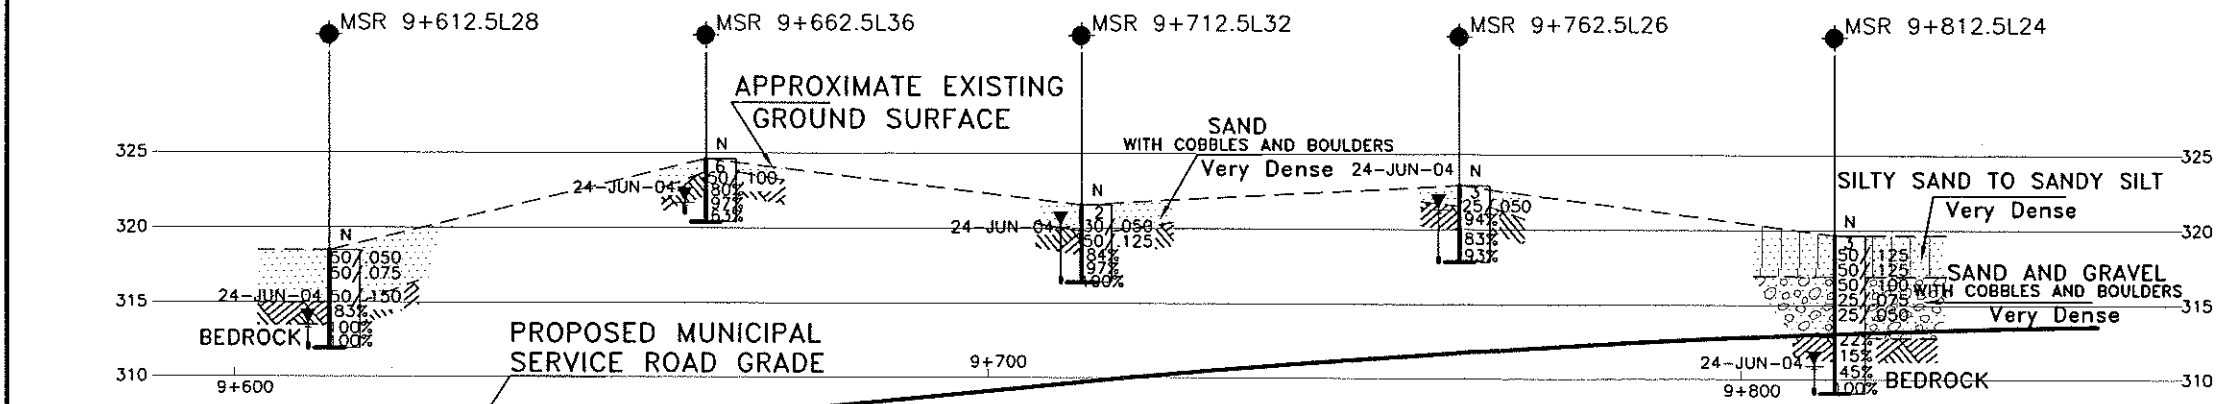 MSR 9+612.5L28
MSR 9+662.5L36
MSR 9+712.5L32
MSR 9+762.5L26
MSR 9+812.5L24
APPROXIMATE EXISTING
GROUND SURFACE
SAND
WITH COBBLES AND BOULDERS
Very Dense
SILTY SAND TO SANDY SILT
Very Dense
SAND AND GRAVEL
WITH COBBLES AND BOULDERS
Very Dense
325
325
320
320
315
315
310
310
N
50/.050
50/.075
50/.150
83%
100%
100%
24-JUN-04
BEDROCK
N
6
50/.100
80%
97%
63%
24-JUN-04
N
2
30/.050
50/.125
84%
97%
100%
24-JUN-04
N
3
25/.050
94%
83%
93%
24-JUN-04
N
3
50/.125
50/.125
50/.100
25/.075
25/.050
22%
15%
45%
100%
24-JUN-04
BEDROCK
PROPOSED MUNICIPAL
SERVICE ROAD GRADE
9+600
9+700
9+800